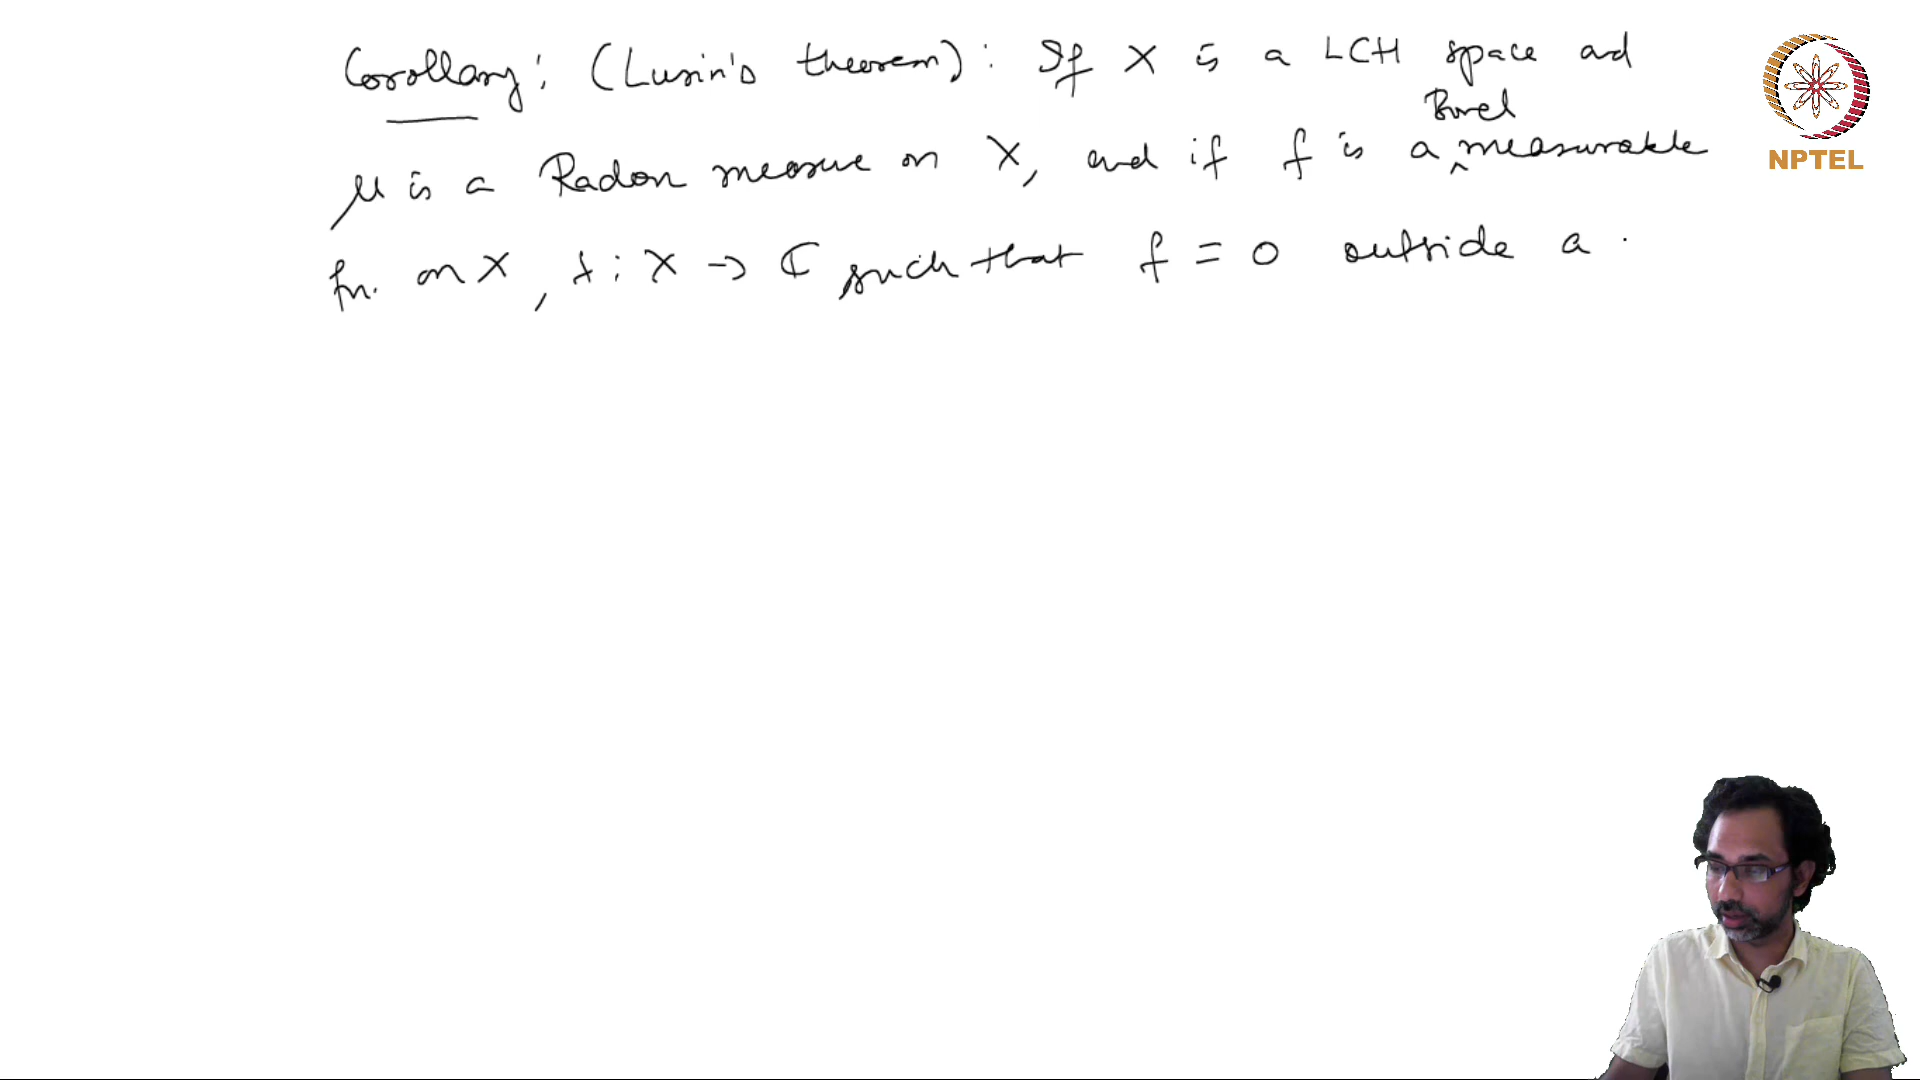 Corollary: (Lusin's theorem): If X is a LCH space ad
μ is a Radon measure on X, and if f is a ^ Borel measurable
fn. on X, f: X → ℂ such that f = 0 outside a
NPTEL